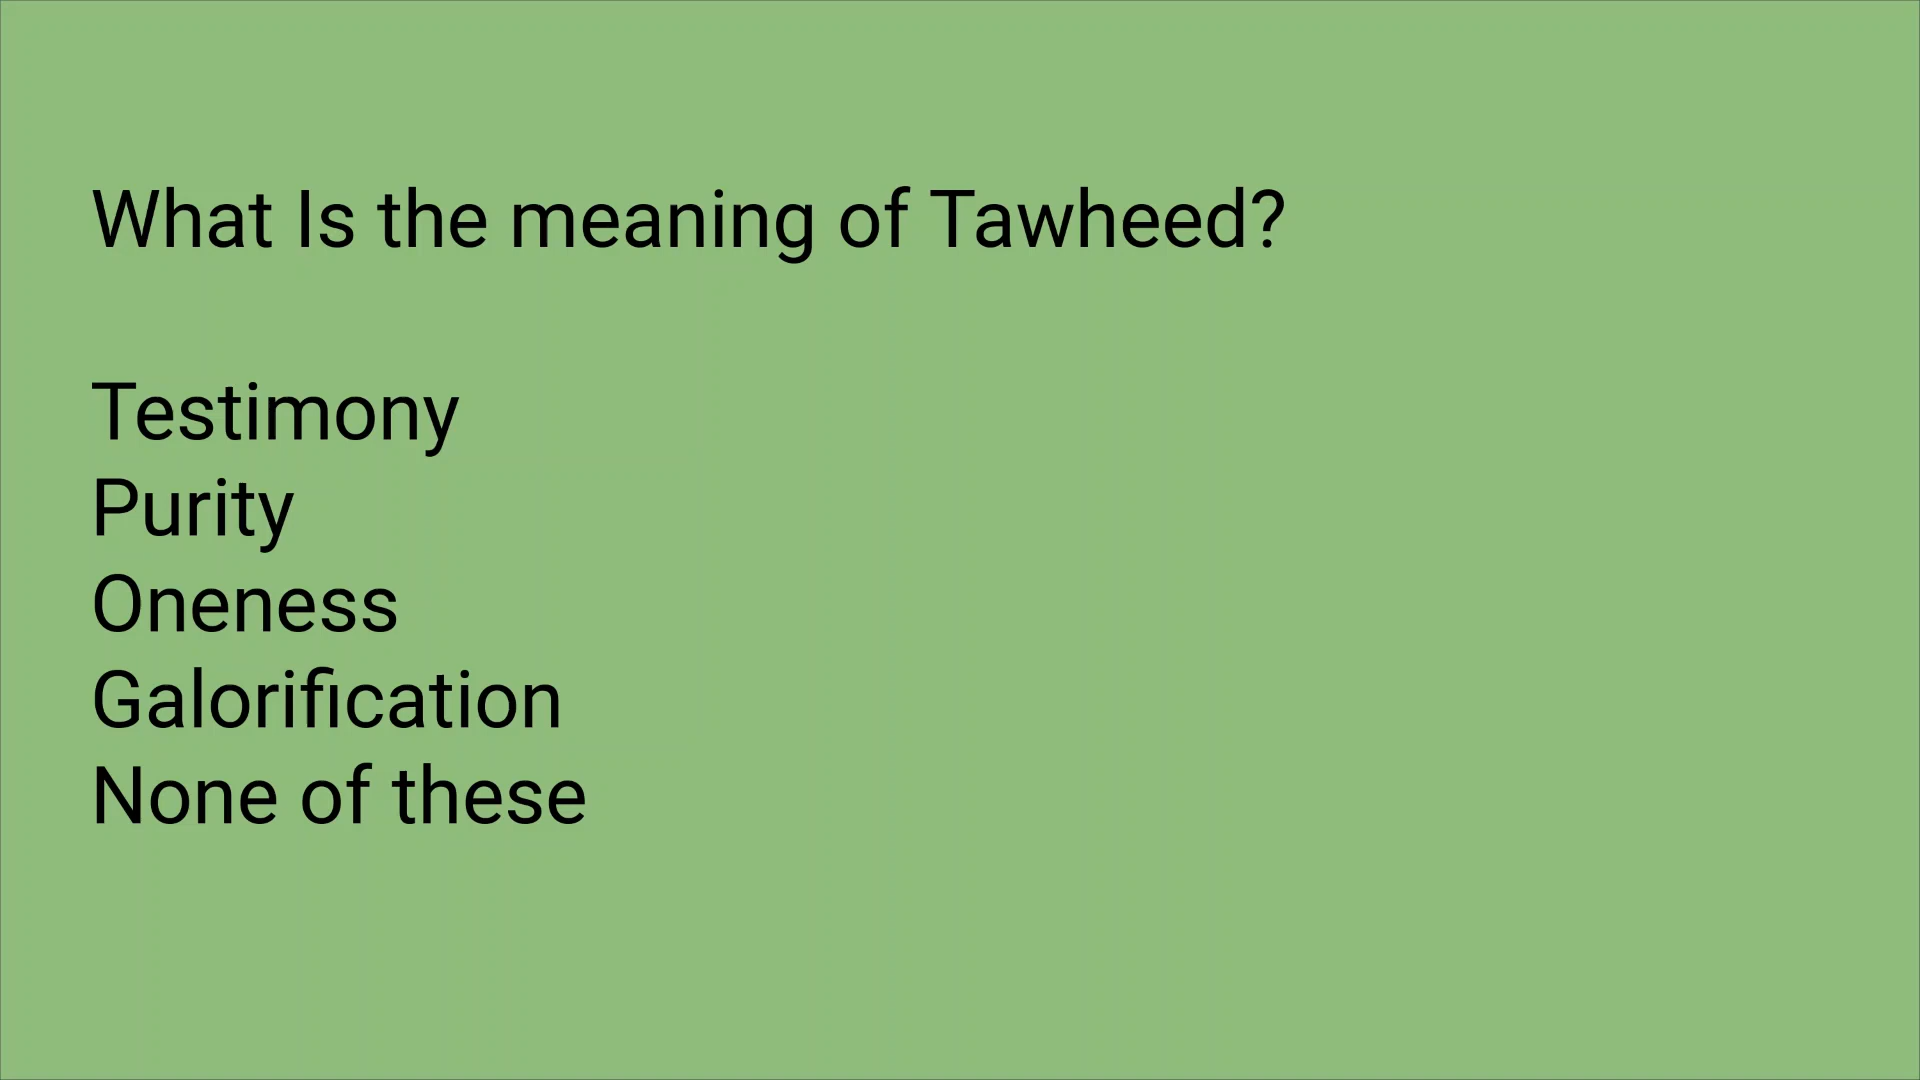 What Is the meaning of Tawheed?
Testimony
Purity
Oneness
Galorification
None of these